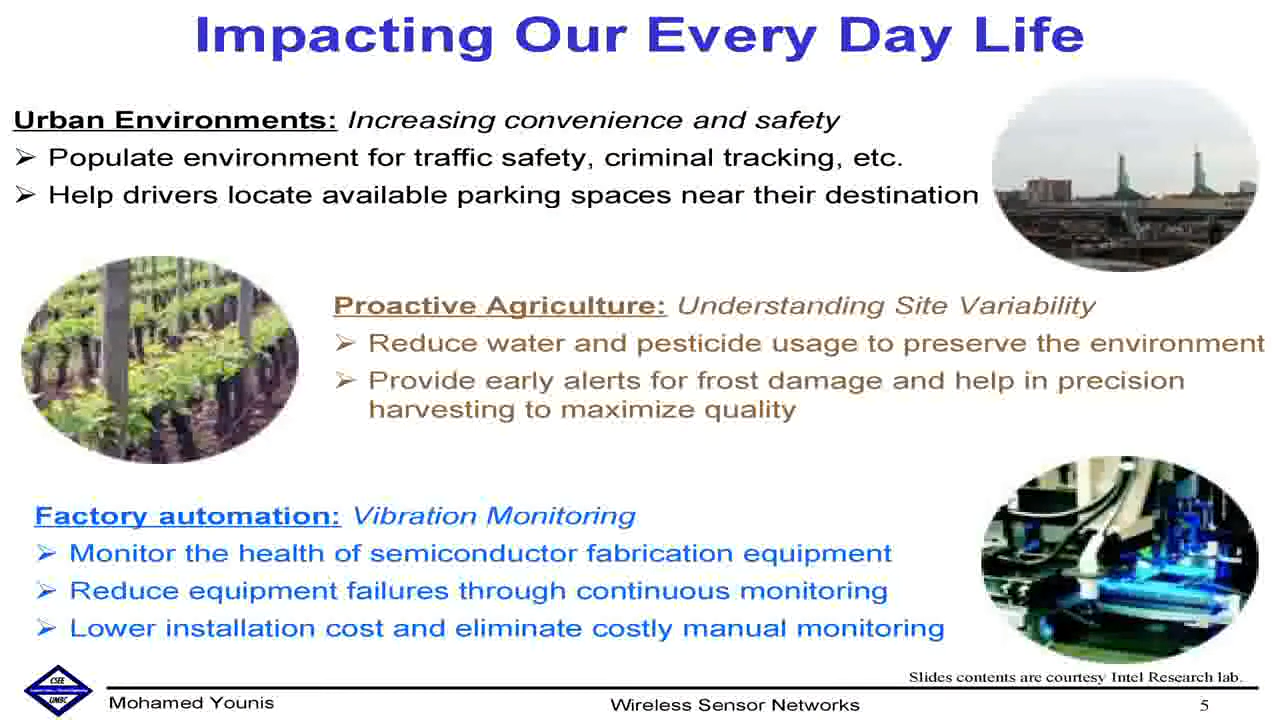 Impacting Our Every Day Life
Urban Environments: Increasing convenience and safety
➢ Populate environment for traffic safety, criminal tracking, etc.
➢ Help drivers locate available parking spaces near their destination
Proactive Agriculture: Understanding Site Variability
➢ Reduce water and pesticide usage to preserve the environment
➢ Provide early alerts for frost damage and help in precision
harvesting to maximize quality
Factory automation: Vibration Monitoring
➢ Monitor the health of semiconductor fabrication equipment
➢ Reduce equipment failures through continuous monitoring
➢ Lower installation cost and eliminate costly manual monitoring
Slides contents are courtesy Intel Research lab.
CSEE
UMBC
Mohamed Younis
Wireless Sensor Networks
5